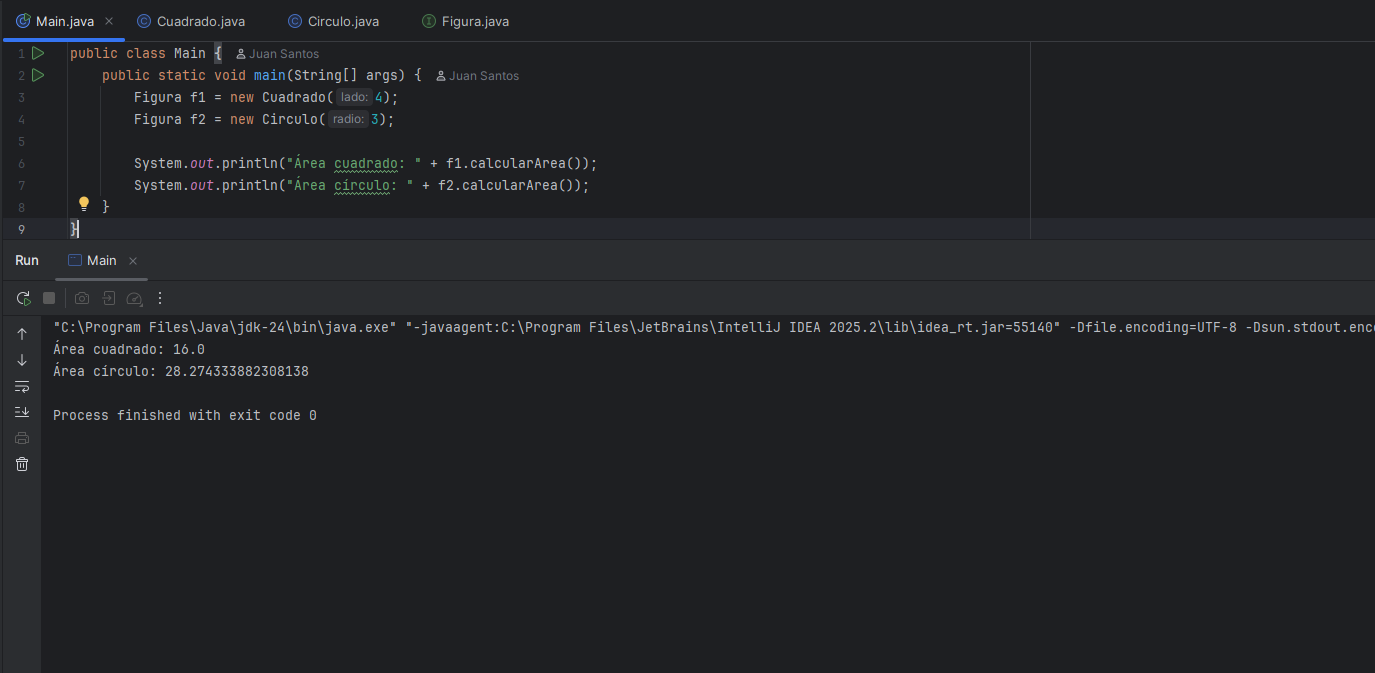 Main.java Cuadrado.java Circulo.java Figura.java
1 public class Main { Juan Santos
2 public static void main(String[] args) { Juan Santos
3 Figura f1 = new Cuadrado( lado: 4);
4 Figura f2 = new Circulo( radio: 3);
5
6 System.out.println("Área cuadrado: " + f1.calcularArea());
7 System.out.println("Área círculo: " + f2.calcularArea());
8 }
9 }
Run Main
"C:\Program Files\Java\jdk-24\bin\java.exe" "-javaagent:C:\Program Files\JetBrains\IntelliJ IDEA 2025.2\lib\idea_rt.jar=55140" -Dfile.encoding=UTF-8 -Dsun.stdout.enc
Área cuadrado: 16.0
Área círculo: 28.274333882308138
Process finished with exit code 0